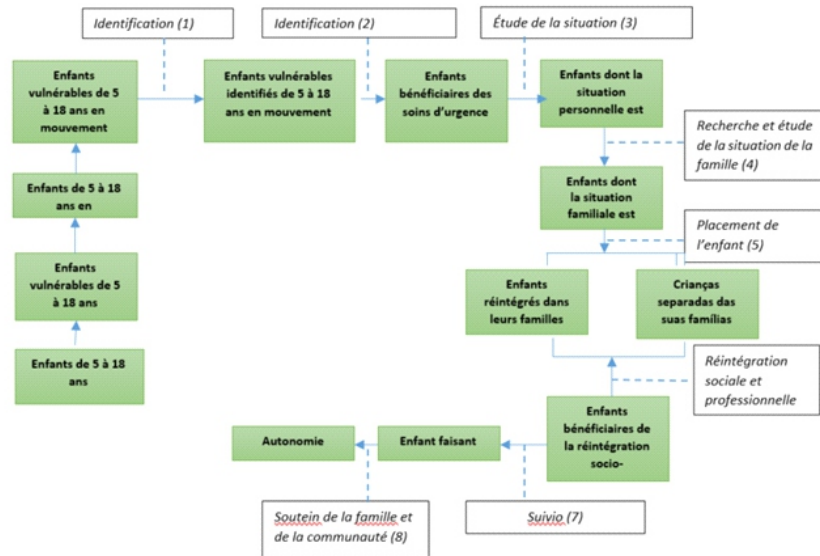 Identification (1)
Identification (2)
Étude de la situation (3)
Enfants
vulnérables de 5
à 18 ans en
mouvement
Enfants vulnérables
identifiés de 5 à 18
ans en mouvement
Enfants
bénéficiaires des
soins d’urgence
Enfants dont la
situation
personnelle est
Recherche et étude
de la situation de la
famille (4)
Enfants de 5 à 18
ans en
Enfants dont
la situation
familiale est
Placement de
l’enfant (5)
Enfants
vulnérables de 5
à 18 ans
Enfants
réintégrés dans
leurs familles
Crianças
separadas das
suas famílias
Enfants de 5 à 18
ans
Réintégration
sociale et
professionnelle
Enfants
bénéficiaires de
la réintégration
socio-
Enfant faisant
Autonomie
Soutein de la famille et
de la communauté (8)
Suivio (7)